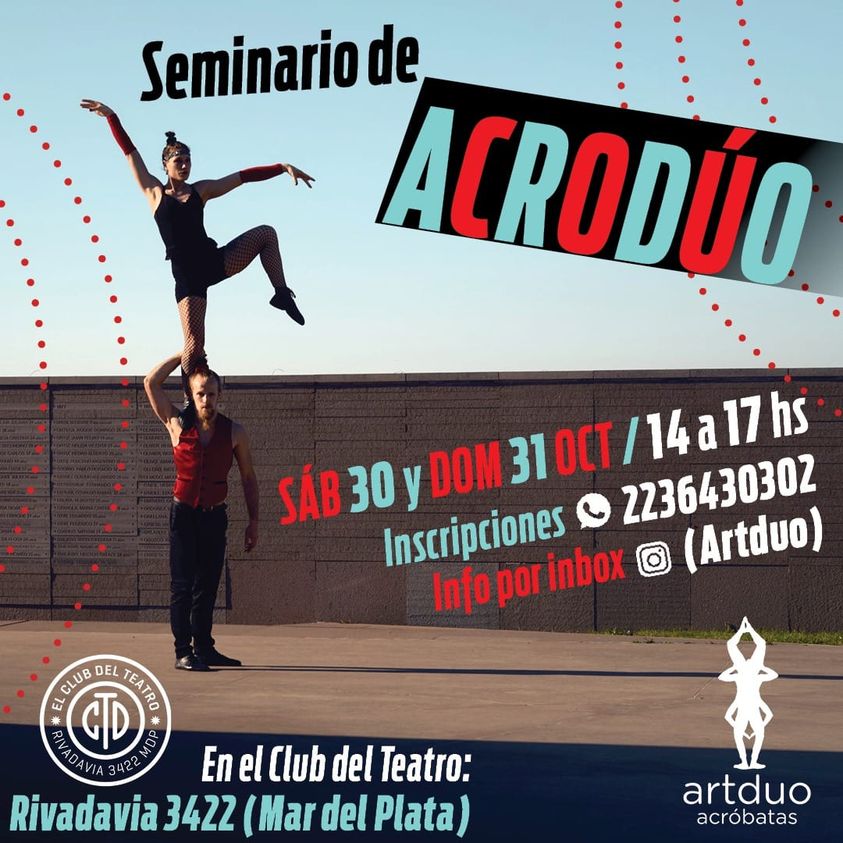 Seminario de
ACRODÚO
SÁB 30 y DOM 31 OCT / 14 a 17 hs
Inscripciones 2236430302
Info por inbox (Artduo)
EL CLUB DEL TEATRO
CTD
RIVADAVIA 3422 MDP
En el Club del Teatro:
Rivadavia 3422 (Mar del Plata)
artduo
acróbatas